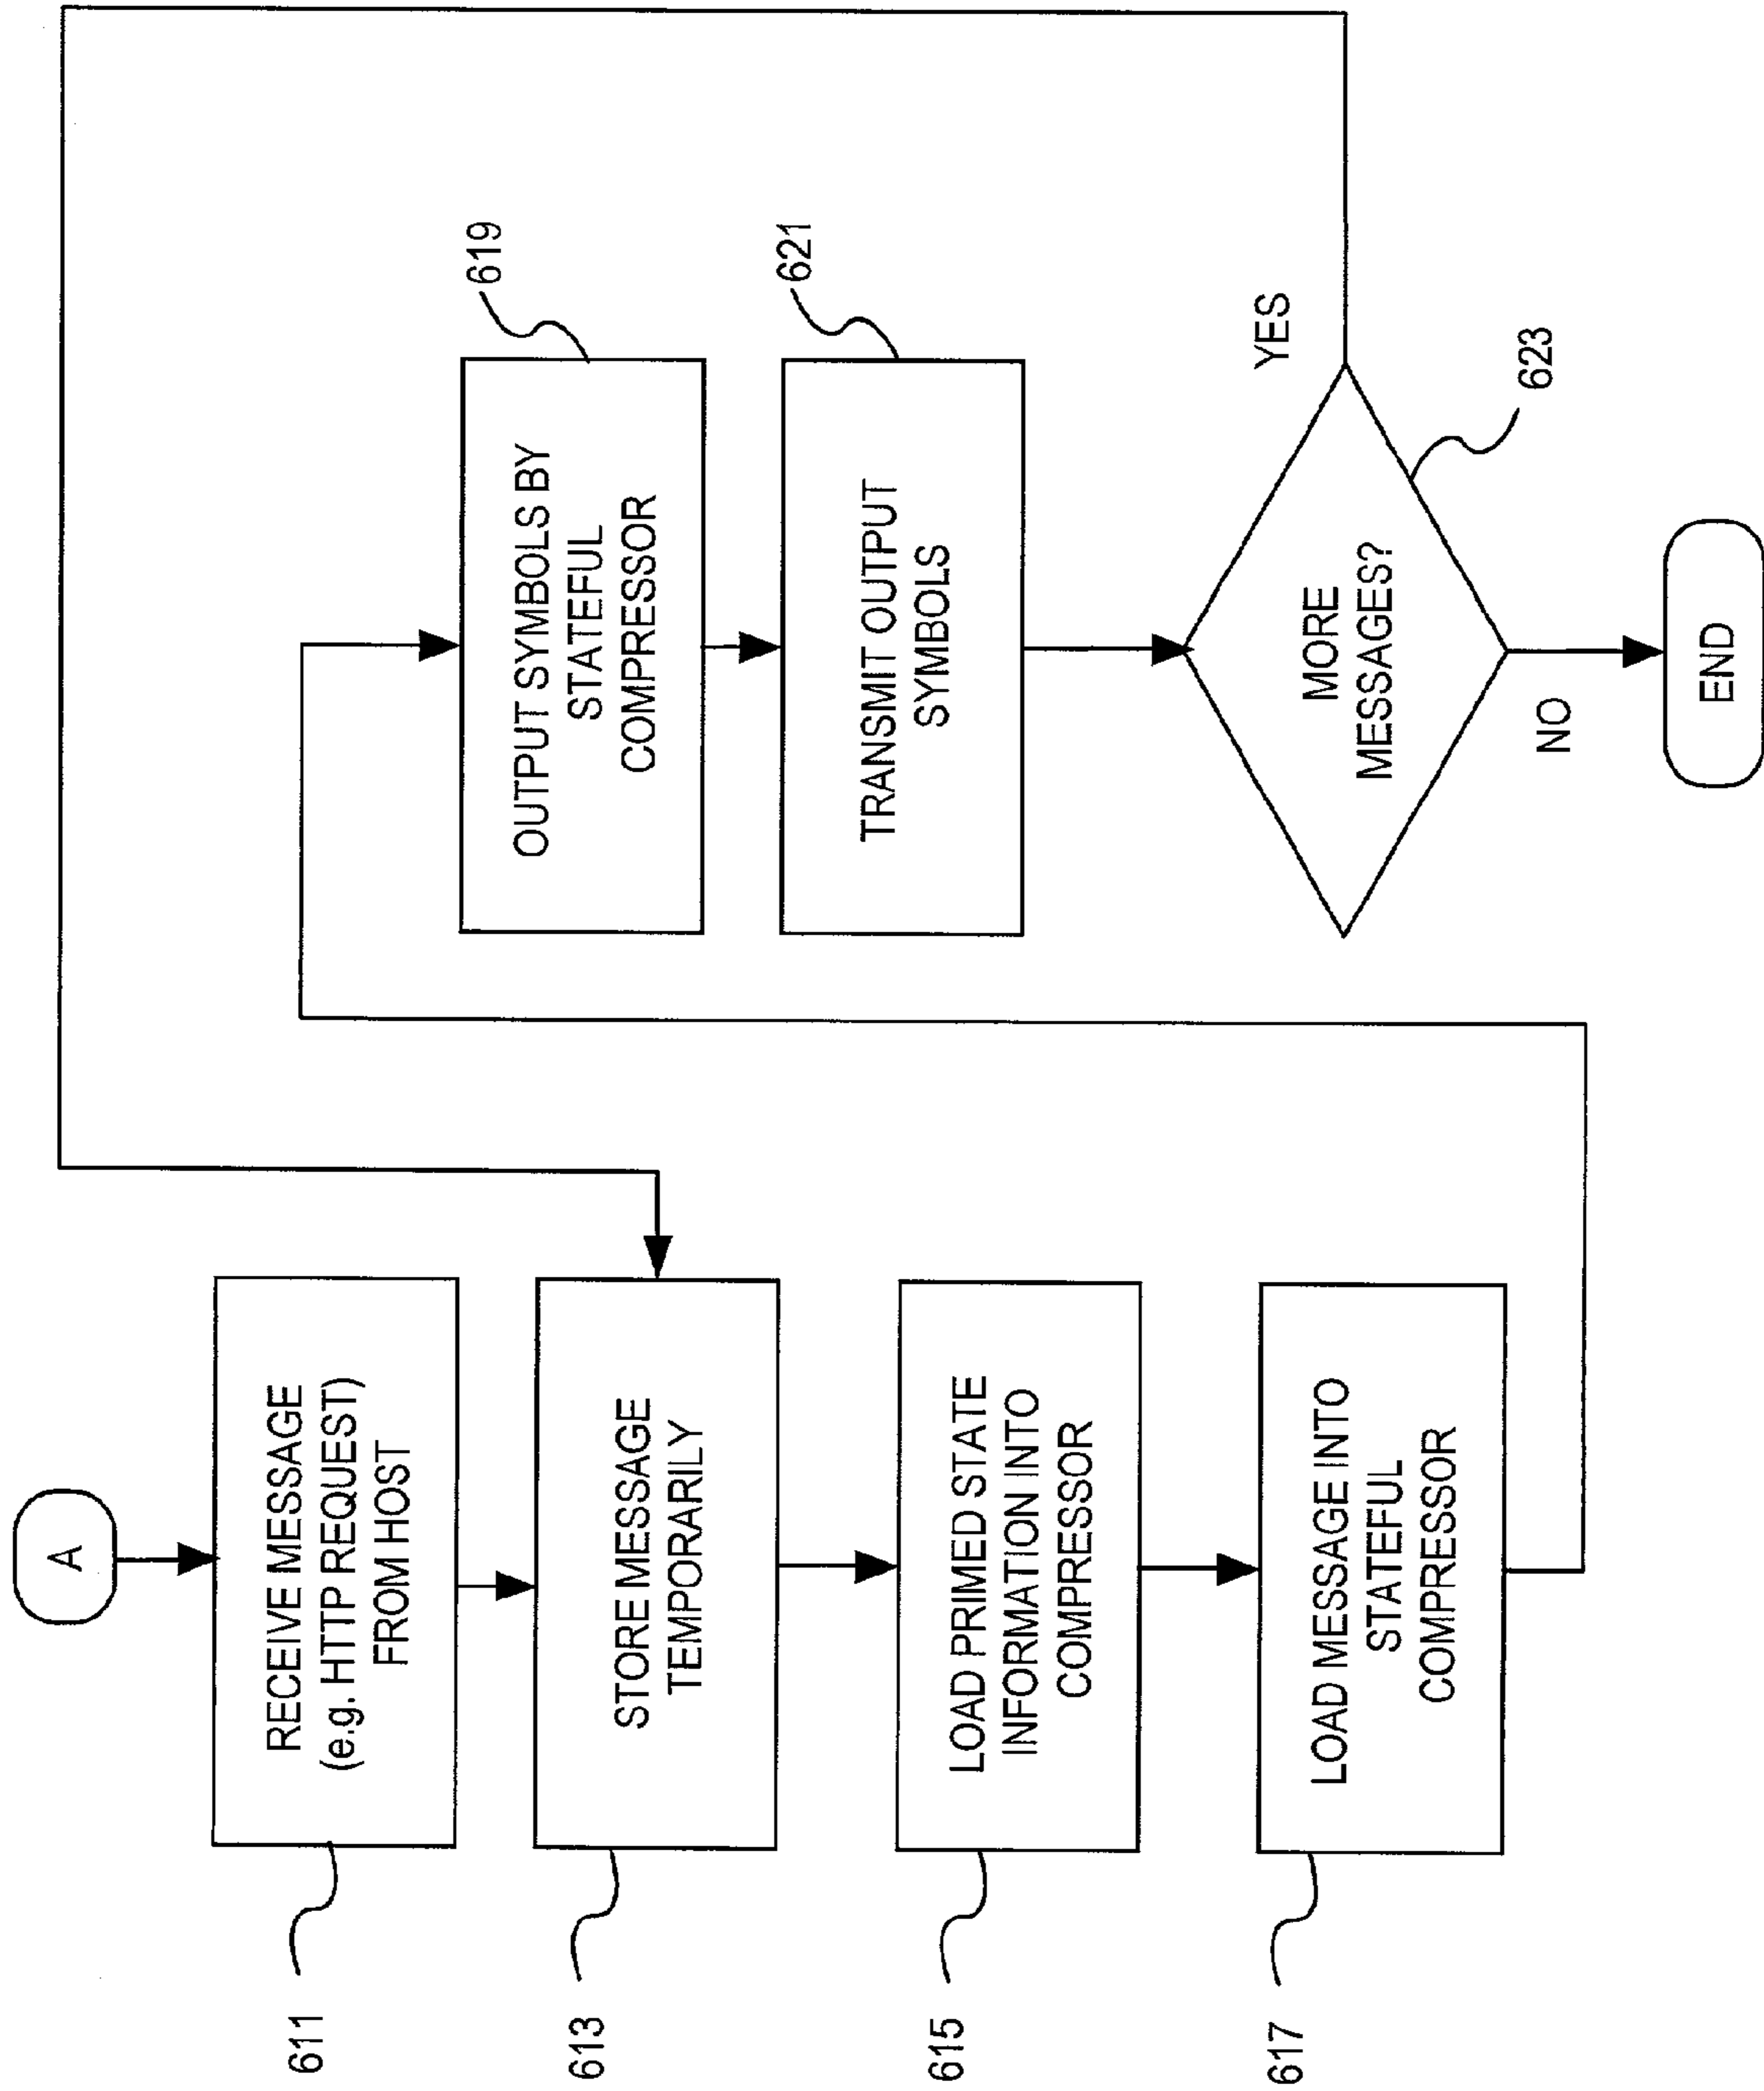 A
RECEIVE MESSAGE
(e.g. HTTP REQUEST)
FROM HOST
611
STORE MESSAGE
TEMPORARILY
613
LOAD PRIMED STATE
INFORMATION INTO
COMPRESSOR
615
LOAD MESSAGE INTO
STATEFUL
COMPRESSOR
617
OUTPUT SYMBOLS BY
STATEFUL
COMPRESSOR
619
TRANSMIT OUTPUT
SYMBOLS
621
MORE
MESSAGES?
623
YES
NO
END